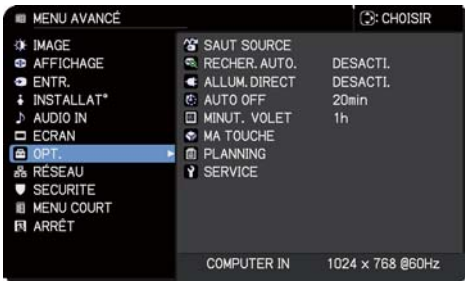 MENU AVANCÉ
: CHOISIR
IMAGE
AFFICHAGE
ENTR.
INSTALLAT°
AUDIO IN
ECRAN
OPT.
RÉSEAU
SECURITE
MENU COURT
ARRÊT
SAUT SOURCE
RECHER. AUTO. DESACTI.
ALLUM. DIRECT DESACTI.
AUTO OFF 20min
MINUT. VOLET 1h
MA TOUCHE
PLANNING
SERVICE
COMPUTER IN 1024 x 768 @60Hz